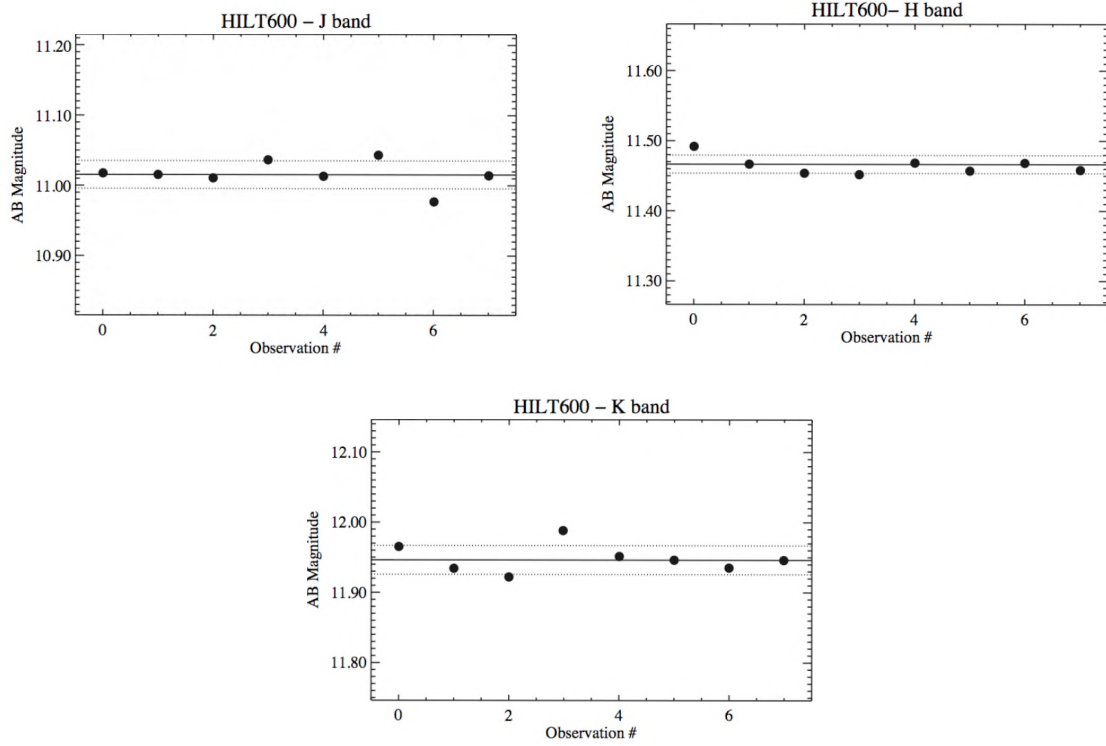 HILT600 – J band
11.20
11.10
11.00
10.90
AB Magnitude
0 2 4 6
Observation #
HILT600– H band
11.60
11.50
11.40
11.30
AB Magnitude
0 2 4 6
Observation #
HILT600 – K band
12.10
12.00
11.90
11.80
AB Magnitude
0 2 4 6
Observation #